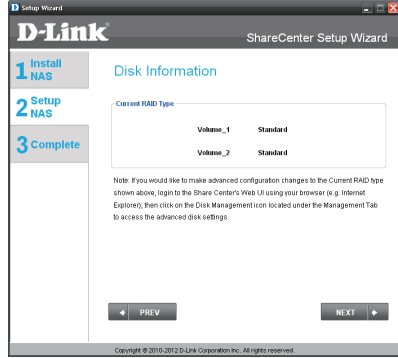 Setup Wizard
D-Link
ShareCenter Setup Wizard
1 Install NAS
2 Setup NAS
3 Complete
Disk Information
Current RAID Type
Volume_1 Standard
Volume_2 Standard
Note: If you would like to make advanced configuration changes to the Current RAID type
shown above, login to the Share Center's Web UI using your browser (e.g. Internet
Explorer); then click on the Disk Management icon located under the Management Tab
to access the advanced disk settings.
PREV
NEXT
Copyright © 2010-2012 D-Link Corporation Inc. All rights reserved.